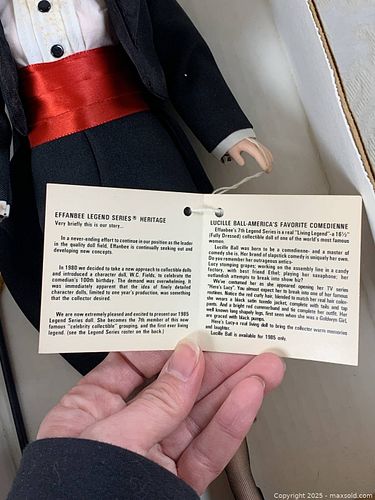 EFFANBEE LEGEND SERIES® HERITAGE
Very briefly this is our story...
In a never-ending effort to continue in our position as the leader
in the quality doll field, Effanbee is continually seeking out and
developing new concepts.
In 1980 we decided to take a new approach to collectible dolls
and introduced a character doll, W.C. Fields, to celebrate the
comedian's 100th birthday. The demand was overwhelming. It
was immediately apparent that the idea of finely detailed
character dolls, limited to one year's production, was something
that the collector desired.
We are now extremely pleased and excited to present our 1985
Legend Series doll. She becomes the 7th member of this now
famous "celebrity collectible" grouping, and the first ever living
legend. (see the Legend Series roster on the back.)
LUCILLE BALL-AMERICA'S FAVORITE COMEDIENNE
Effanbee's 7th Legend Series is a real "Living Legend"-a 16½"
(Fully Dressed) collectible doll of one of the world's most famous
women.
Lucille Ball was born to be a comedienne- and a master of
comedy she is. Her brand of slapstick comedy is uniquely her own.
Do you remember her outrageous antics-
Lucy stomping grapes; working on the assembly line in a candy
factory, with best friend Ethel; playing her saxophone; her
outlandish attempts to break into show biz?
We've costumed her as she appeared opening her TV series
"Here's Lucy". You almost expect her to break into one of her famous
routines. Notice the red curly hair, blended to match her real hair color-
she wears a black satin tuxedo jacket, complete with tails and top
pants. And a bright red cummerbund and tie complete her outfit. Her
well known long shapely legs, first seen when she was a Goldwyn Girl,
are graced with black pumps.
Here's Lucy-a real living doll to bring the collector warm memories
and laughter.
Lucille Ball is available for 1985 only.
Copyright 2025 - maxsold.com